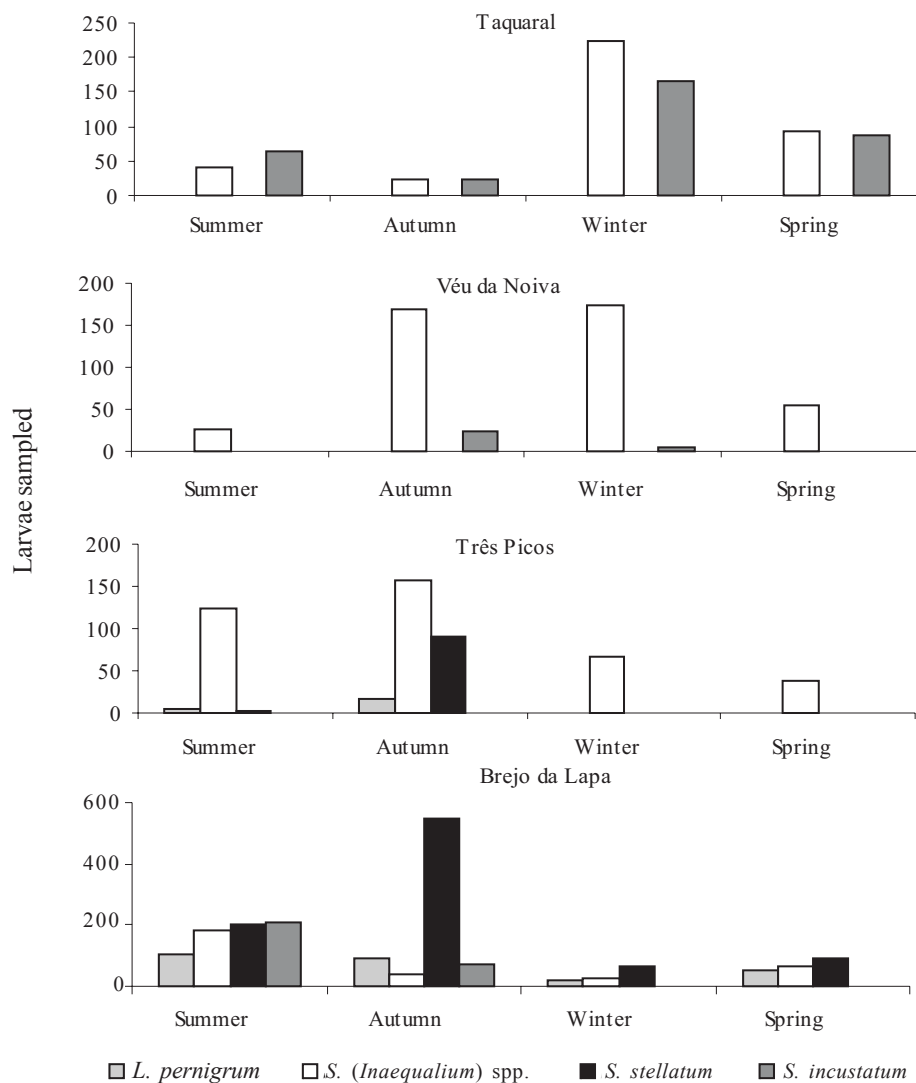 Taquaral
250
200
150
100
50
0
Summer Autumn Winter Spring
Véu da Noiva
200
150
100
50
0
Summer Autumn Winter Spring
Três Picos
200
150
100
50
0
Summer Autumn Winter Spring
Brejo da Lapa
600
400
200
0
Summer Autumn Winter Spring
Larvae sampled
L. pernigrum S. (Inaequalium) spp. S. stellatum S. incustatum